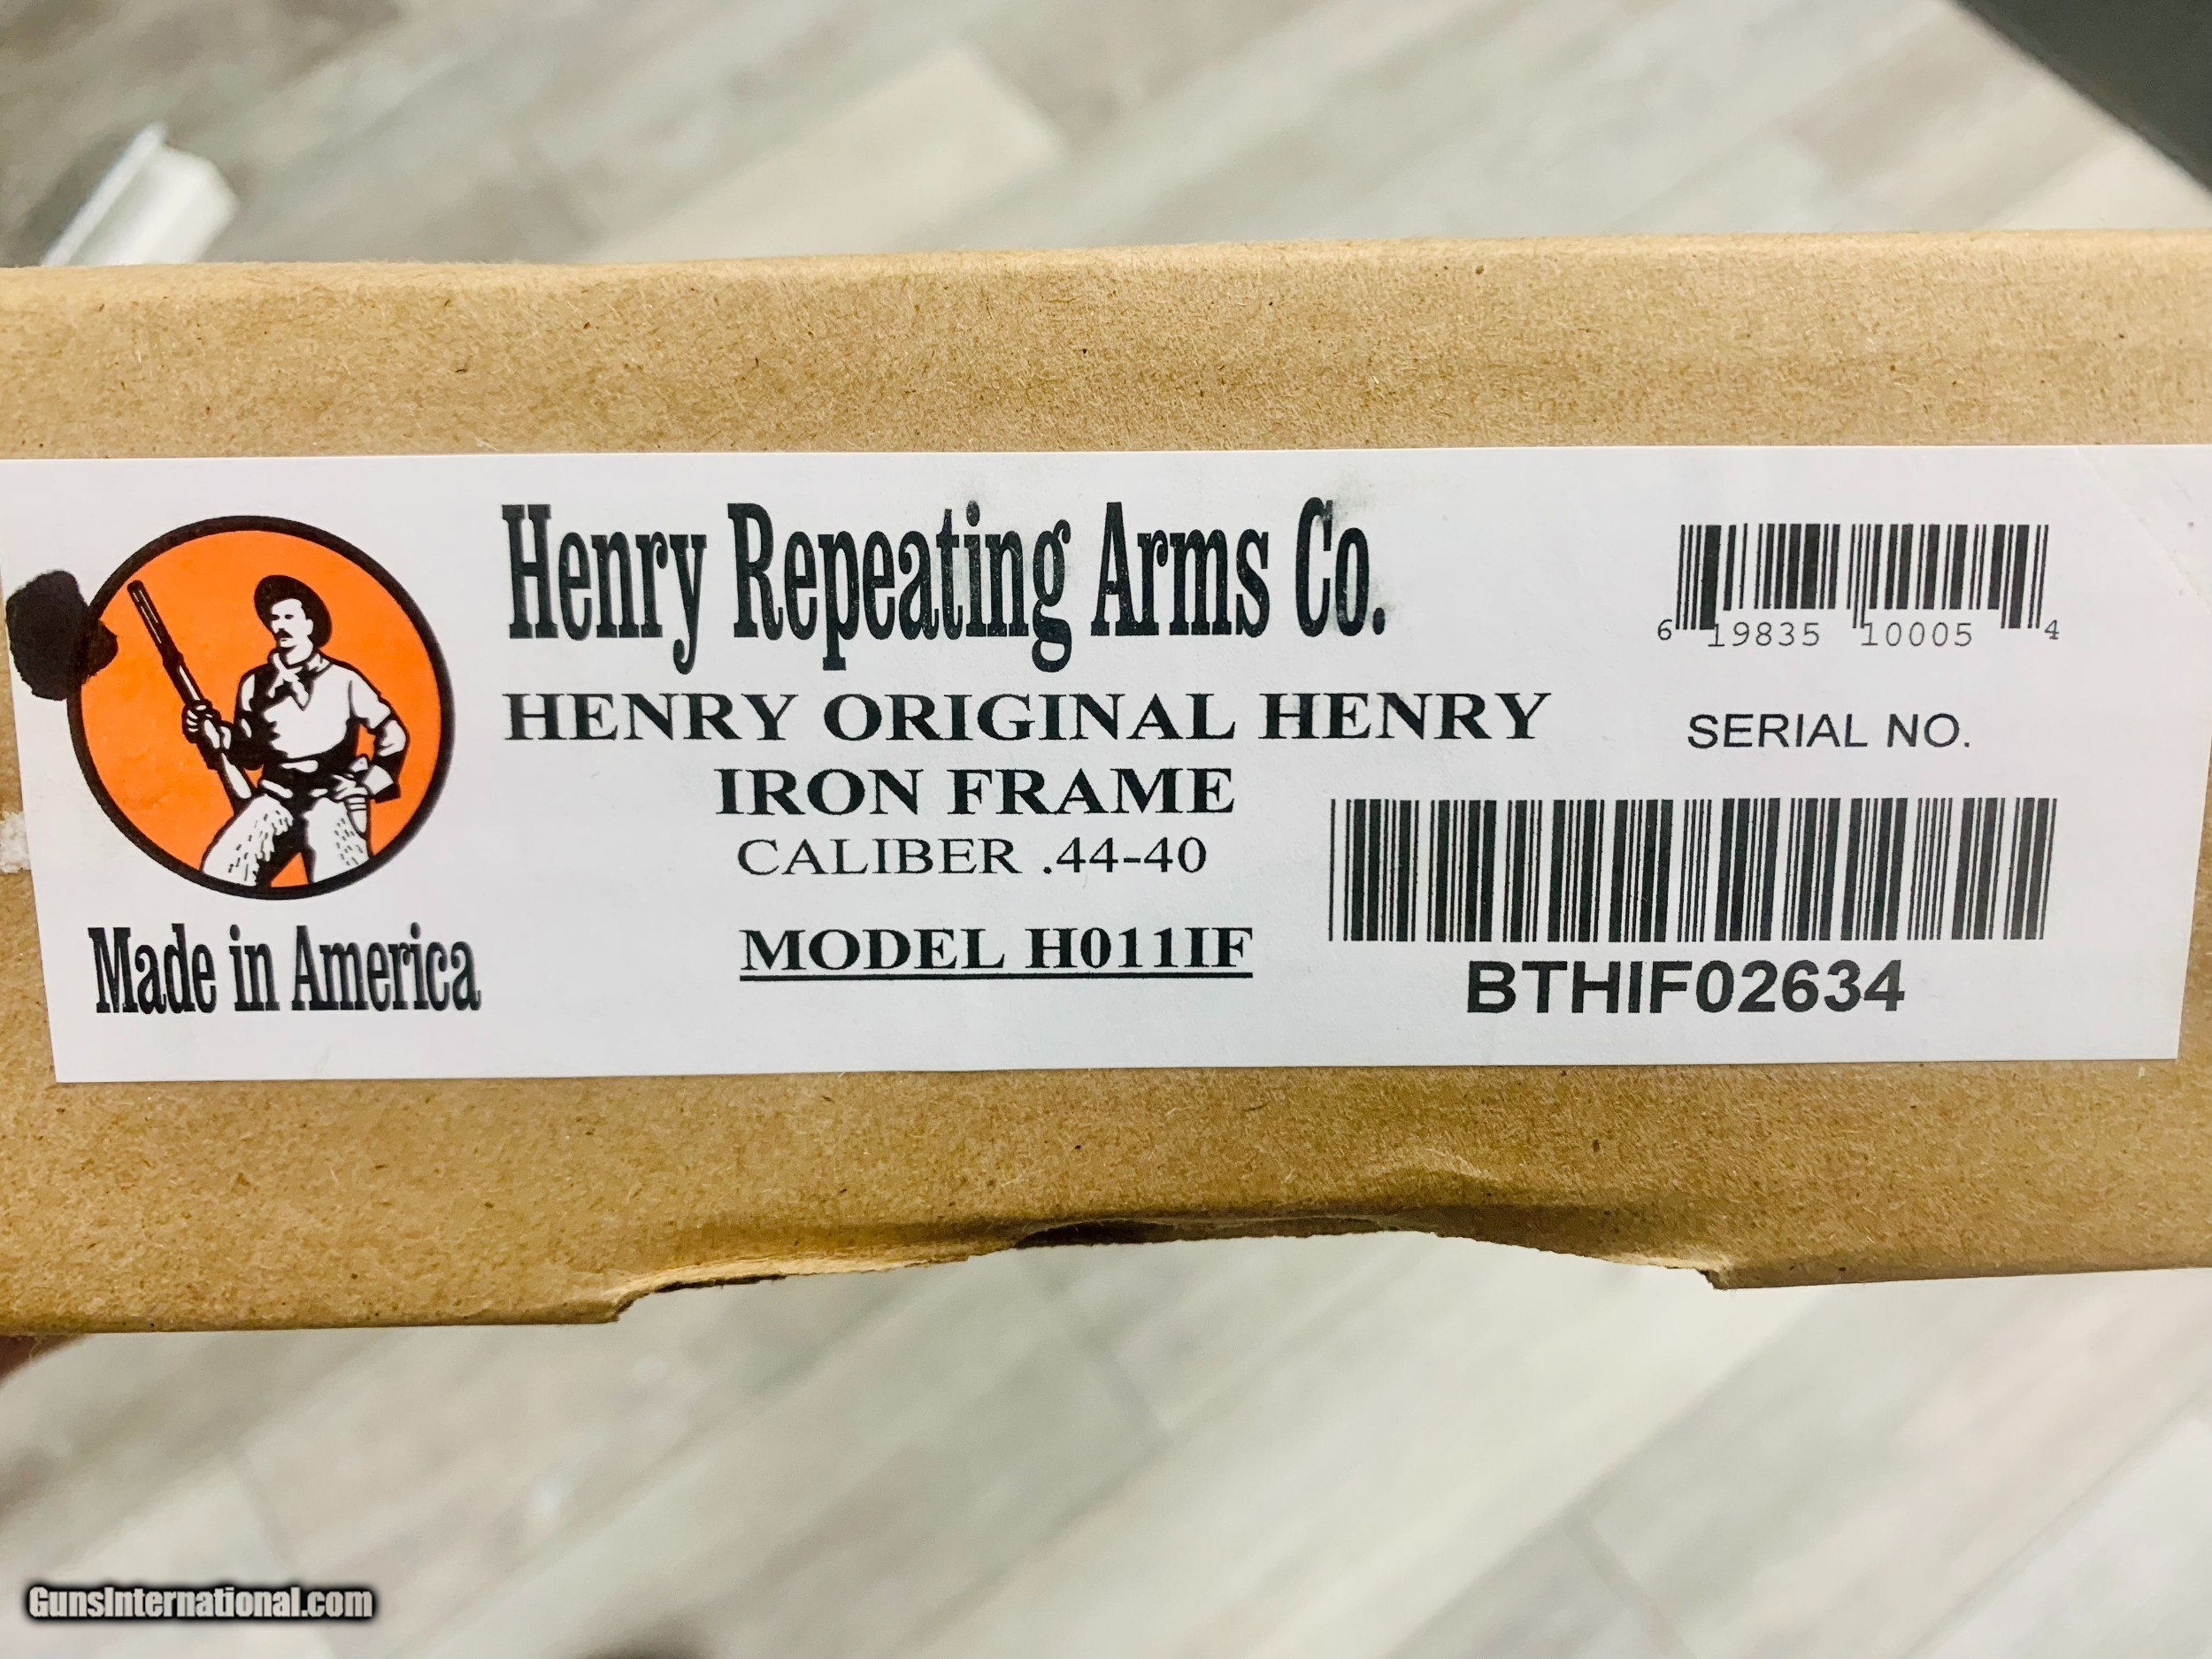 Henry Repeating Arms Co.
HENRY ORIGINAL HENRY
IRON FRAME
CALIBER .44-40
MODEL H011IF
Made in America
6 19835 10005 4
SERIAL NO.
BTHIF02634
GunsInternational.com